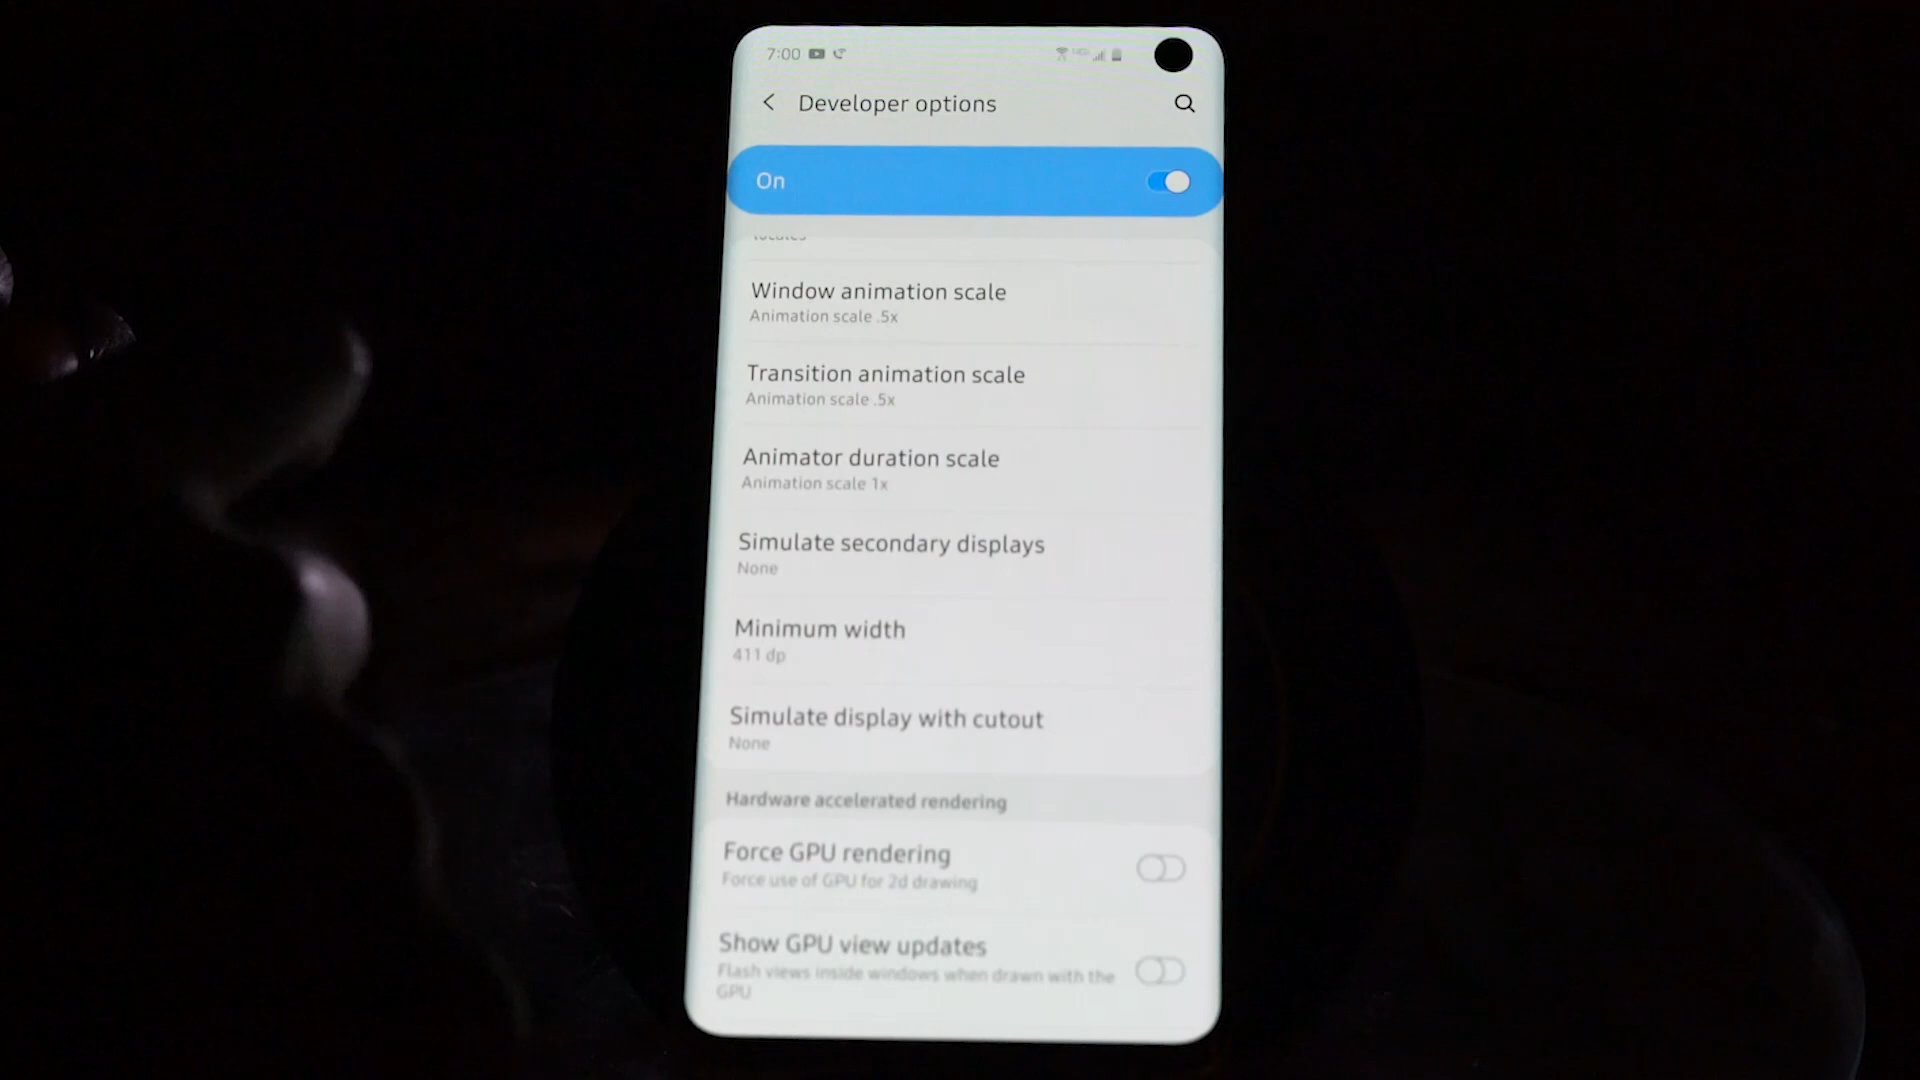 7:00
Developer options
On
locales
Window animation scale
Animation scale .5x
Transition animation scale
Animation scale .5x
Animator duration scale
Animation scale 1x
Simulate secondary displays
None
Minimum width
411 dp
Simulate display with cutout
None
Hardware accelerated rendering
Force GPU rendering
Force use of GPU for 2d drawing
Show GPU view updates
Flash views inside windows when drawn with the
GPU